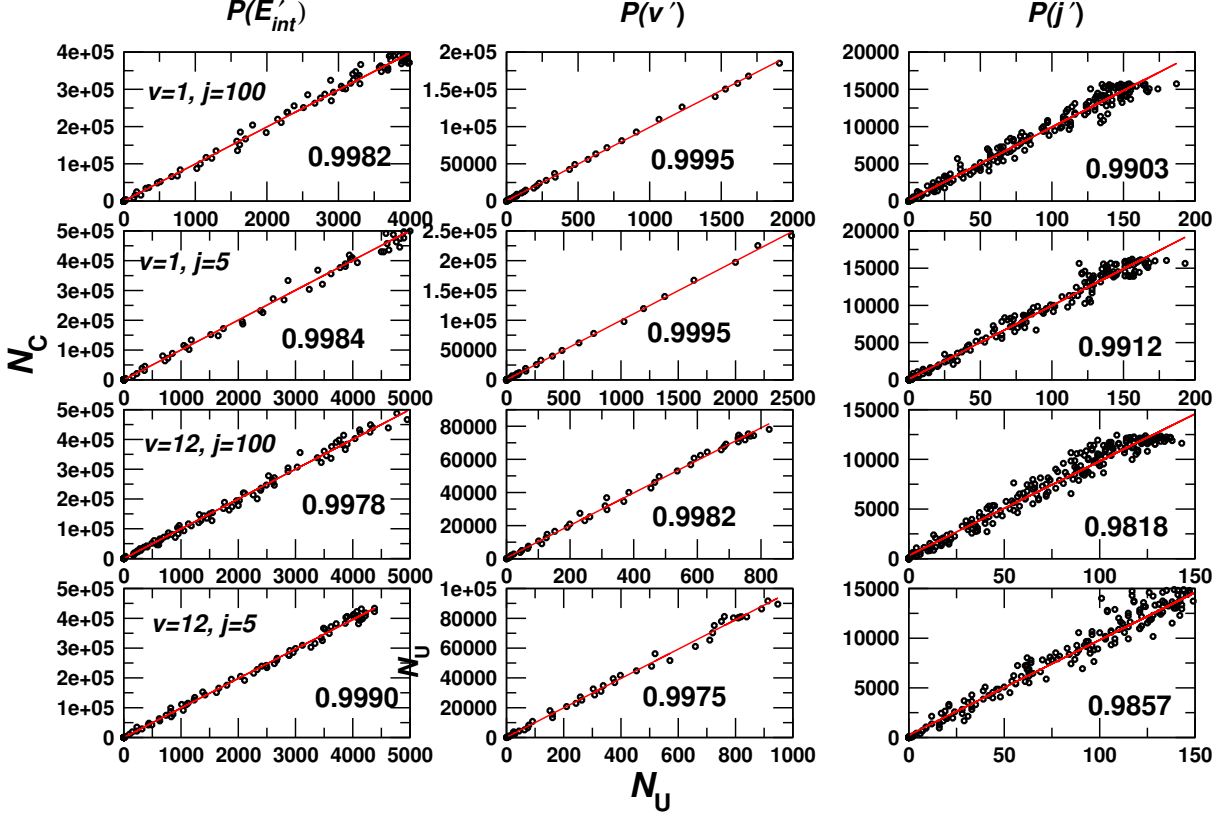 P(E′int)
P(v′)
P(j′)
4e+05
3e+05
2e+05
1e+05
0
v=1, j=100
0.9982
0 1000 2000 3000 4000
2e+05
1.5e+05
1e+05
50000
0
0.9995
0 500 1000 1500 2000
20000
15000
10000
5000
0
0.9903
0 50 100 150 200
5e+05
4e+05
3e+05
2e+05
1e+05
0
v=1, j=5
0.9984
0 1000 2000 3000 4000 5000
2.5e+05
2e+05
1.5e+05
1e+05
50000
0
0.9995
0 500 1000 1500 2000 2500
20000
15000
10000
5000
0
0.9912
0 50 100 150 200
NC
5e+05
4e+05
3e+05
2e+05
1e+05
0
v=12, j=100
0.9978
0 1000 2000 3000 4000 5000
80000
60000
40000
20000
0
0.9982
0 200 400 600 800
15000
10000
5000
0
0.9818
0 50 100 150
5e+05
4e+05
3e+05
2e+05
1e+05
0
v=12, j=5
0.9990
0 1000 2000 3000 4000 5000
NU
1e+05
80000
60000
40000
20000
0
0.9975
0 200 400 600 800 1000
15000
10000
5000
0
0.9857
0 50 100 150
NU